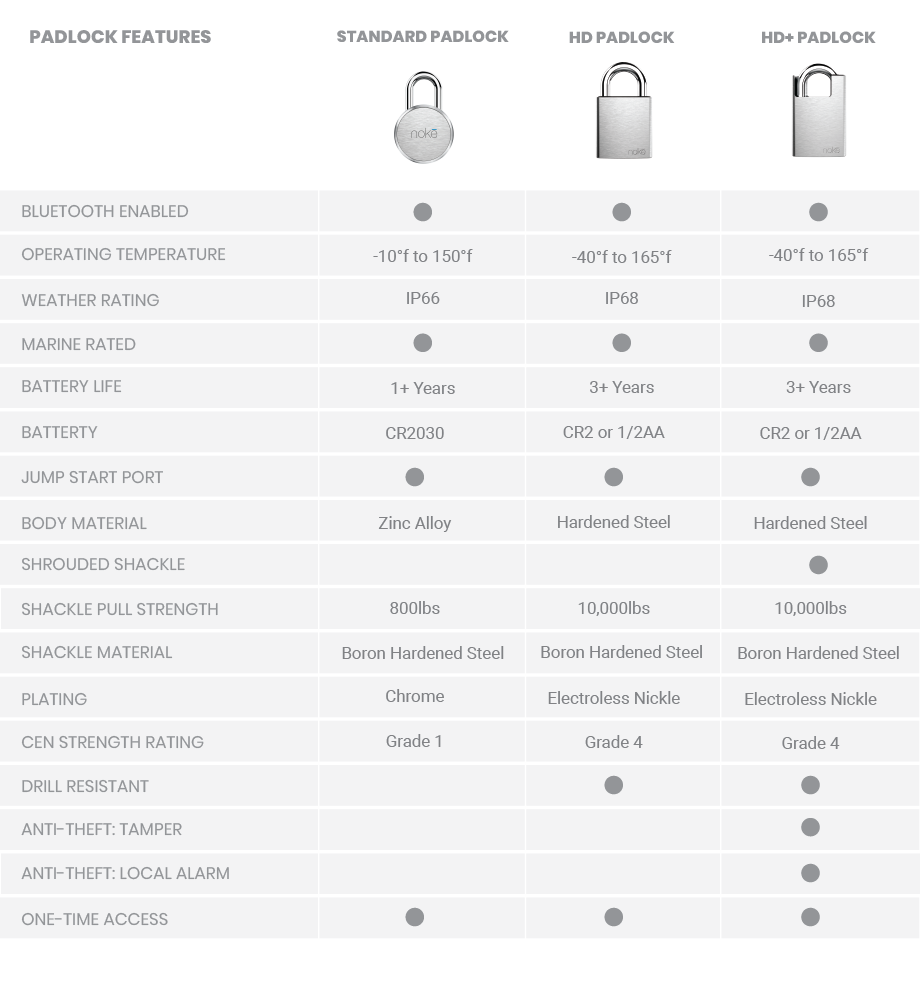 PADLOCK FEATURES STANDARD PADLOCK HD PADLOCK HD+ PADLOCK
nokē nokē nokē
BLUETOOTH ENABLED
OPERATING TEMPERATURE -10°f to 150°f -40°f to 165°f -40°f to 165°f
WEATHER RATING IP66 IP68 IP68
MARINE RATED
BATTERY LIFE 1+ Years 3+ Years 3+ Years
BATTERTY CR2030 CR2 or 1/2AA CR2 or 1/2AA
JUMP START PORT
BODY MATERIAL Zinc Alloy Hardened Steel Hardened Steel
SHROUDED SHACKLE
SHACKLE PULL STRENGTH 800lbs 10,000lbs 10,000lbs
SHACKLE MATERIAL Boron Hardened Steel Boron Hardened Steel Boron Hardened Steel
PLATING Chrome Electroless Nickle Electroless Nickle
CEN STRENGTH RATING Grade 1 Grade 4 Grade 4
DRILL RESISTANT
ANTI-THEFT: TAMPER
ANTI-THEFT: LOCAL ALARM
ONE-TIME ACCESS